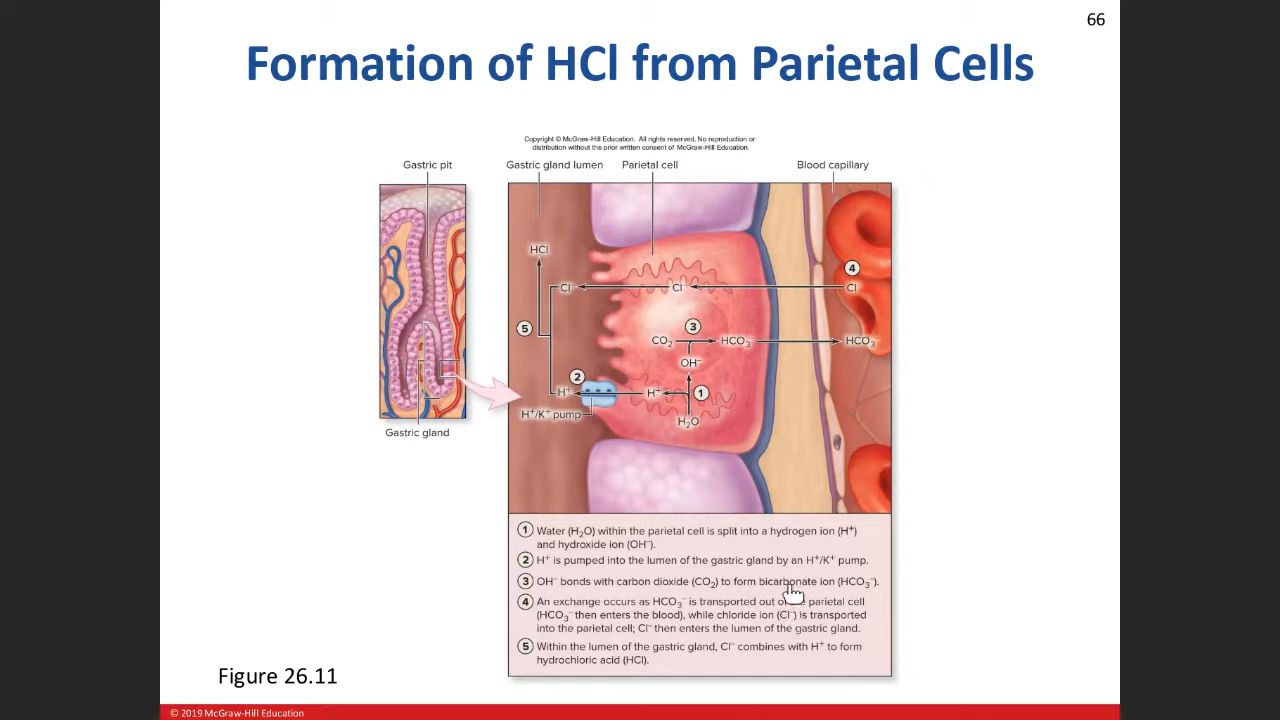 66
Formation of HCl from Parietal Cells
Copyright © McGraw-Hill Education. All rights reserved. No reproduction or
distribution without the prior written consent of McGraw-Hill Education.
Gastric pit
Gastric gland lumen
Parietal cell
Blood capillary
HCl
4
Cl⁻
Cl⁻
Cl⁻
5
3
CO₂
HCO₃⁻
HCO₃⁻
OH⁻
2
H⁺
H⁺
1
H⁺/K⁺ pump
H₂O
Gastric gland
1 Water (H₂O) within the parietal cell is split into a hydrogen ion (H⁺)
and hydroxide ion (OH⁻).
2 H⁺ is pumped into the lumen of the gastric gland by an H⁺/K⁺ pump.
3 OH⁻ bonds with carbon dioxide (CO₂) to form bicarbonate ion (HCO₃⁻).
4 An exchange occurs as HCO₃⁻ is transported out parietal cell
(HCO₃⁻ then enters the blood), while chloride ion (Cl⁻) is transported
into the parietal cell; Cl⁻ then enters the lumen of the gastric gland.
5 Within the lumen of the gastric gland, Cl⁻ combines with H⁺ to form
hydrochloric acid (HCl).
Figure 26.11
© 2019 McGraw-Hill Education